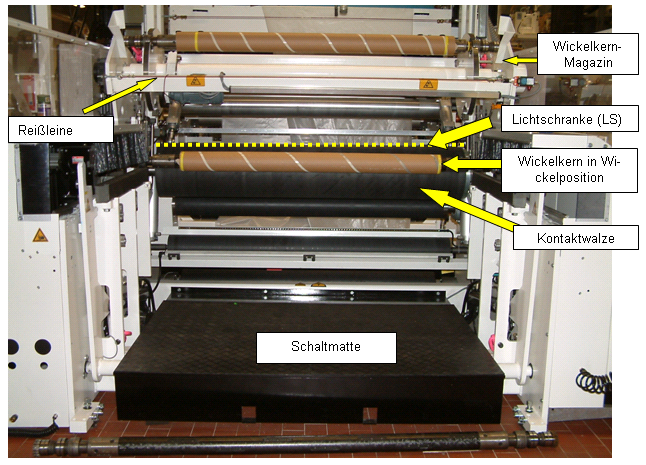 Wickelkern-
Magazin
Reißleine
Lichtschranke (LS)
Wickelkern in Wi-
ckelposition
Kontaktwalze
Schaltmatte